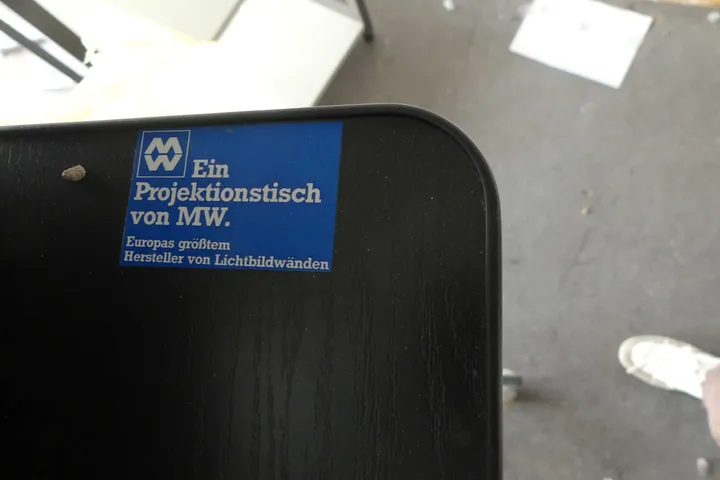 MW
Ein
Projektionstisch
von MW.
Europas größtem
Hersteller von Lichtbildwänden